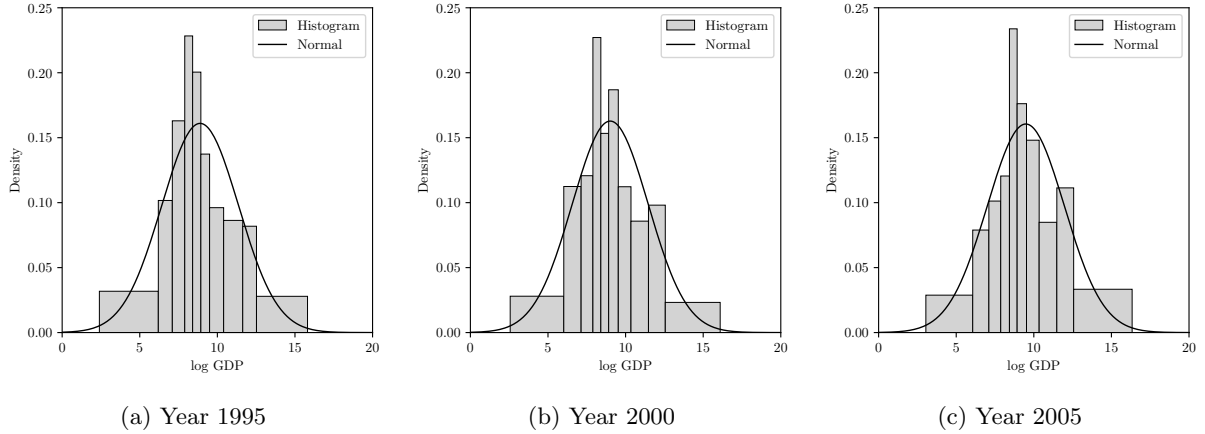 0.25
0.20
0.15
0.10
0.05
0.00
Density
0 5 10 15 20
log GDP
Histogram
Normal
(a) Year 1995
0.25
0.20
0.15
0.10
0.05
0.00
Density
0 5 10 15 20
log GDP
Histogram
Normal
(b) Year 2000
0.25
0.20
0.15
0.10
0.05
0.00
Density
0 5 10 15 20
log GDP
Histogram
Normal
(c) Year 2005